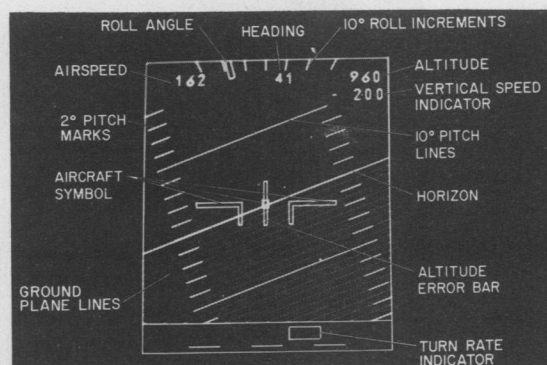 ROLL ANGLE
HEADING
10° ROLL INCREMENTS
AIRSPEED
162
41
960
ALTITUDE
200
VERTICAL SPEED
INDICATOR
2° PITCH
MARKS
10° PITCH
LINES
AIRCRAFT
SYMBOL
HORIZON
GROUND
PLANE LINES
ALTITUDE
ERROR BAR
TURN RATE
INDICATOR